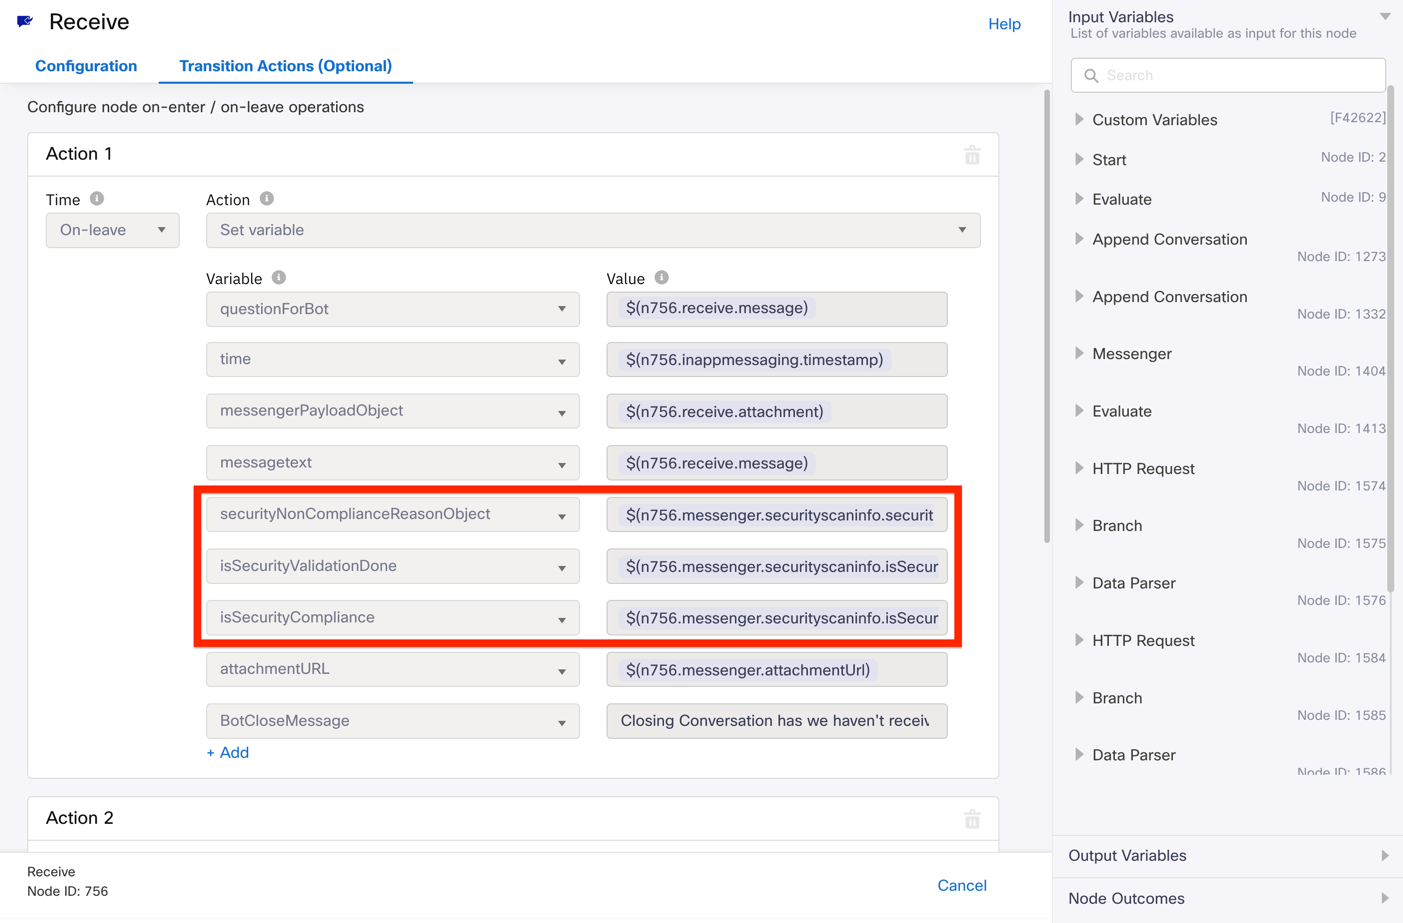 Receive
Help
Configuration
Transition Actions (Optional)
Configure node on-enter / on-leave operations
Action 1
Time
Action
On-leave
Set variable
Variable
Value
questionForBot
$(n756.receive.message)
time
$(n756.inappmessaging.timestamp)
messengerPayloadObject
$(n756.receive.attachment)
messagetext
$(n756.receive.message)
securityNonComplianceReasonObject
$(n756.messenger.securityscaninfo.securit
isSecurityValidationDone
$(n756.messenger.securityscaninfo.isSecur
isSecurityCompliance
$(n756.messenger.securityscaninfo.isSecur
attachmentURL
$(n756.messenger.attachmentUrl)
BotCloseMessage
Closing Conversation has we haven't receiv
+ Add
Action 2
Receive
Node ID: 756
Cancel
Input Variables
List of variables available as input for this node
Search
Custom Variables
[F42622]
Start
Node ID: 2
Evaluate
Node ID: 9
Append Conversation
Node ID: 1273
Append Conversation
Node ID: 1332
Messenger
Node ID: 1404
Evaluate
Node ID: 1413
HTTP Request
Node ID: 1574
Branch
Node ID: 1575
Data Parser
Node ID: 1576
HTTP Request
Node ID: 1584
Branch
Node ID: 1585
Data Parser
Node ID: 1586
Output Variables
Node Outcomes